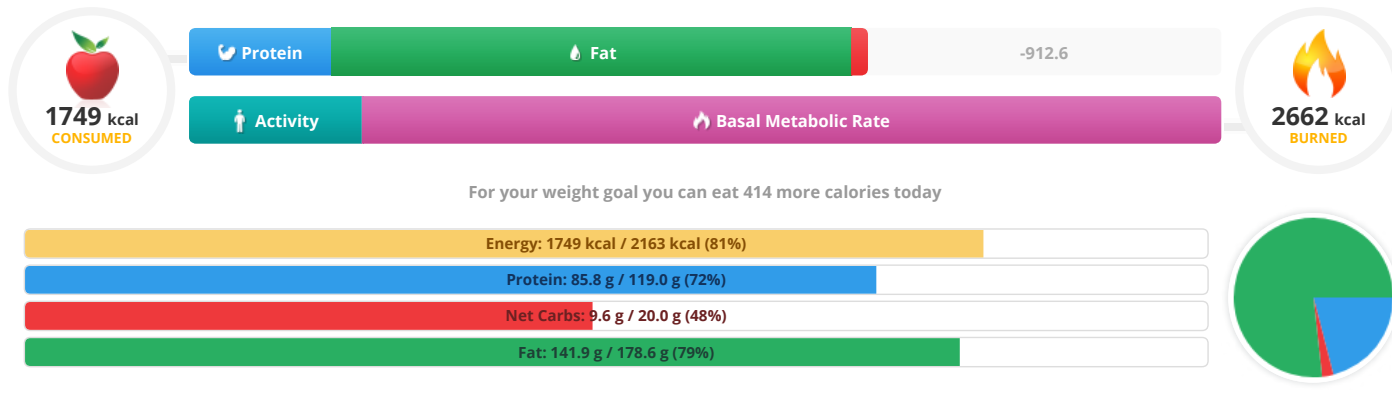 Protein
Fat
-912.6
1749 kcal
CONSUMED
Activity
Basal Metabolic Rate
2662 kcal
BURNED
For your weight goal you can eat 414 more calories today
Energy: 1749 kcal / 2163 kcal (81%)
Protein: 85.8 g / 119.0 g (72%)
Net Carbs: 9.6 g / 20.0 g (48%)
Fat: 141.9 g / 178.6 g (79%)